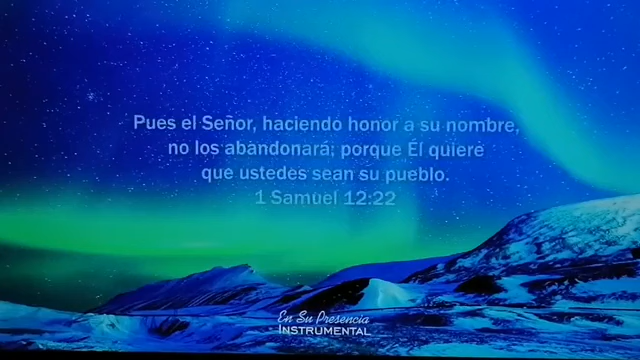 Pues el Señor, haciendo honor a su nombre,
no los abandonará; porque Él quiere
que ustedes sean su pueblo.
1 Samuel 12:22
En Su Presencia
INSTRUMENTAL